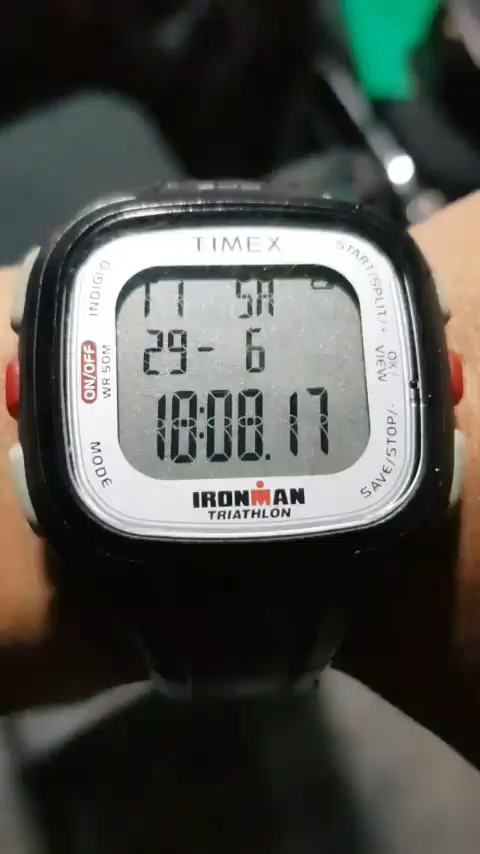 TIMEX
INDIGLO
START/SPLIT/+
T1 SA
29- 6
ON/OFF
WR 50M
OK/
VIEW
18:08.17
MODE
SAVE/STOP/-
IRONMAN
TRIATHLON